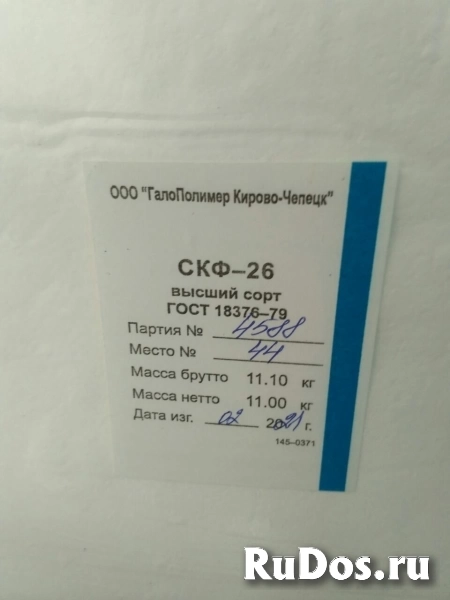 ООО "ГалоПолимер Кирово-Чепецк"
СКФ–26
высший сорт
ГОСТ 18376–79
Партия № 4588
Место № 44
Масса брутто 11.10 кг
Масса нетто 11.00 кг
Дата изг. 02 2021 г.
145–0371
RuDos.ru